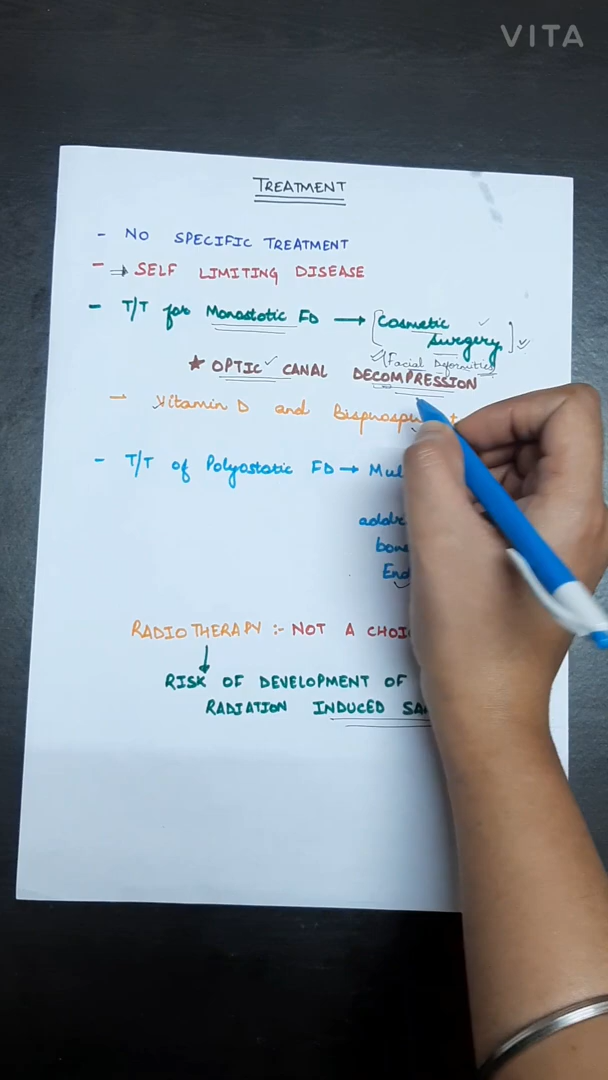 VITA
TREATMENT
- NO SPECIFIC TREATMENT
- ⇒ SELF LIMITING DISEASE
- T/T for Monostotic FD → [Cosmetic Surgery]
(Facial Deformities)
★ OPTIC CANAL DECOMPRESSION
- Vitamin D and
- T/T of Polyostatic FD →
RADIOTHERAPY :- NOT A
RISK OF DEVELOPMENT OF
RADIATION INDUCED